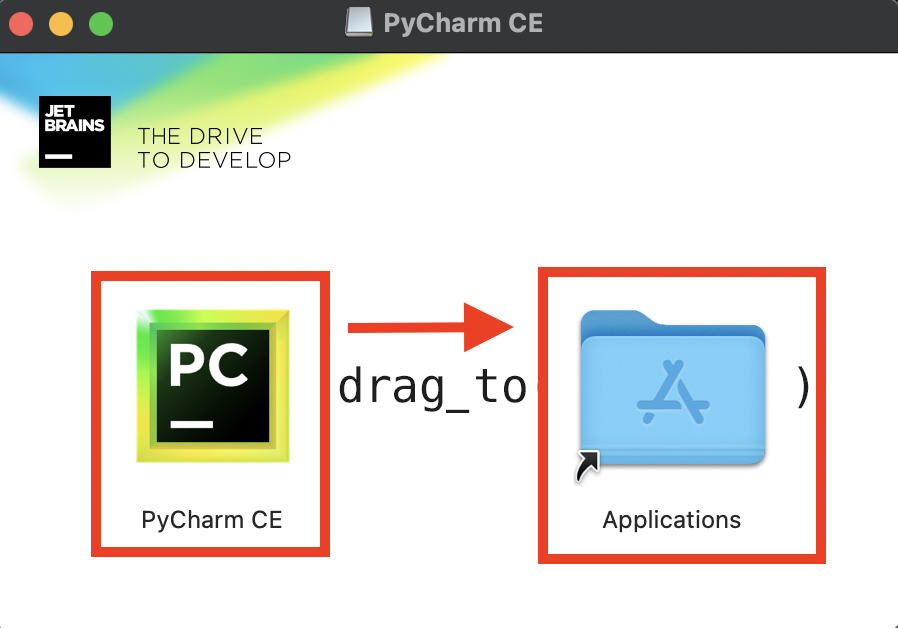 PyCharm CE
JET
BRAINS
THE DRIVE
TO DEVELOP
PC
drag_to( )
PyCharm CE
Applications